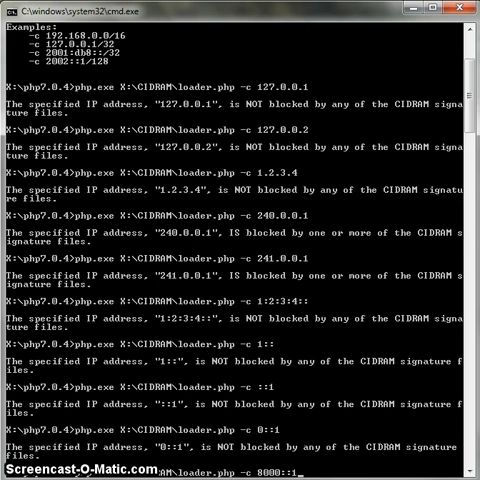 C:\windows\system32\cmd.exe
Examples:
-c 192.168.0.0/16
-c 127.0.0.1/32
-c 2001:db8::/32
-c 2002::1/128
X:\php7.0.4>php.exe X:\CIDRAM\loader.php -c 127.0.0.1
The specified IP address, "127.0.0.1", is NOT blocked by any of the CIDRAM signa
ture files.
X:\php7.0.4>php.exe X:\CIDRAM\loader.php -c 127.0.0.2
The specified IP address, "127.0.0.2", is NOT blocked by any of the CIDRAM signa
ture files.
X:\php7.0.4>php.exe X:\CIDRAM\loader.php -c 1.2.3.4
The specified IP address, "1.2.3.4", is NOT blocked by any of the CIDRAM signatu
re files.
X:\php7.0.4>php.exe X:\CIDRAM\loader.php -c 240.0.0.1
The specified IP address, "240.0.0.1", IS blocked by one or more of the CIDRAM s
ignature files.
X:\php7.0.4>php.exe X:\CIDRAM\loader.php -c 241.0.0.1
The specified IP address, "241.0.0.1", IS blocked by one or more of the CIDRAM s
ignature files.
X:\php7.0.4>php.exe X:\CIDRAM\loader.php -c 1:2:3:4::
The specified IP address, "1:2:3:4::", is NOT blocked by any of the CIDRAM signa
ture files.
X:\php7.0.4>php.exe X:\CIDRAM\loader.php -c 1::
The specified IP address, "1::", is NOT blocked by any of the CIDRAM signature f
iles.
X:\php7.0.4>php.exe X:\CIDRAM\loader.php -c ::1
The specified IP address, "::1", is NOT blocked by any of the CIDRAM signature f
iles.
X:\php7.0.4>php.exe X:\CIDRAM\loader.php -c 0::1
The specified IP address, "0::1", is NOT blocked by any of the CIDRAM signature
files.
RAM\loader.php -c 8000::1_
Screencast-O-Matic.com